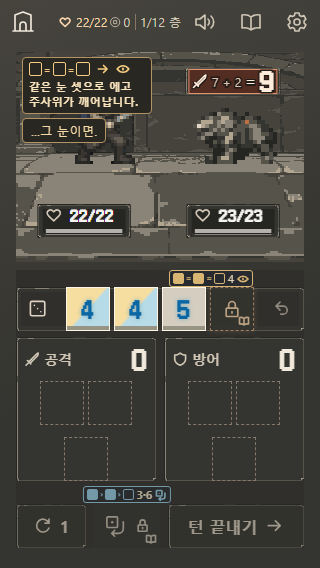 22/22 0 1/12 층
같은 눈 셋으로 에고
주사위가 깨어납니다.
...그 눈이면.
7 + 2 = 9
22/22
23/23
4
4 4 5
공격 0
방어 0
3-6
1
턴 끝내기